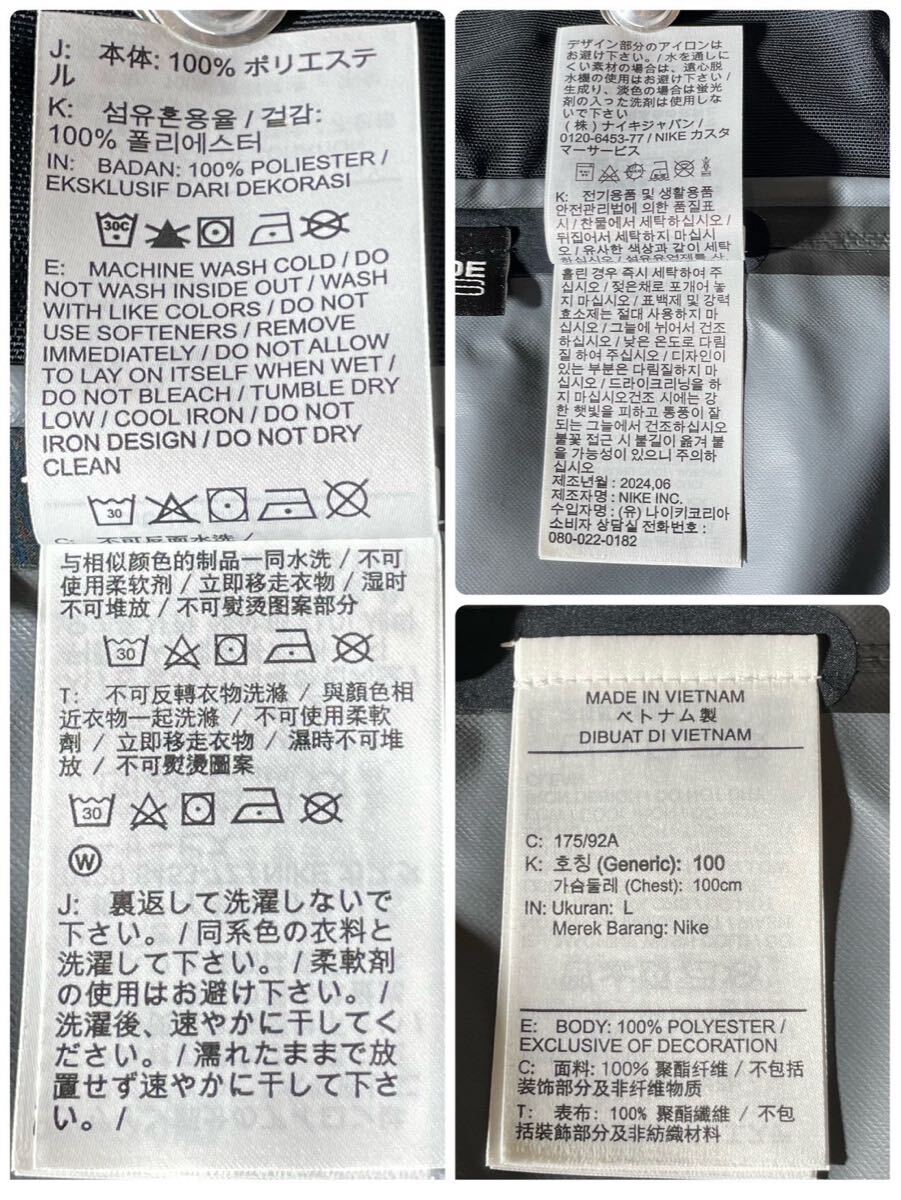 J: 本体: 100% ポリエステ
ル
K: 섬유혼용율 / 겉감:
100% 폴리에스터
IN: BADAN: 100% POLIESTER /
EKSKLUSIF DARI DEKORASI
30C
E: MACHINE WASH COLD / DO
NOT WASH INSIDE OUT / WASH
WITH LIKE COLORS / DO NOT
USE SOFTENERS / REMOVE
IMMEDIATELY / DO NOT ALLOW
TO LAY ON ITSELF WHEN WET /
DO NOT BLEACH / TUMBLE DRY
LOW / COOL IRON / DO NOT
IRON DESIGN / DO NOT DRY
CLEAN
30
C: 不可反面水洗 /
与相似颜色的制品一同水洗 / 不可
使用柔软剂 / 立即移走衣物 / 湿时
不可堆放 / 不可熨烫图案部分
30
T: 不可反轉衣物洗滌 / 與顏色相
近衣物一起洗滌 / 不可使用柔軟
劑 / 立即移走衣物 / 濕時不可堆
放 / 不可熨燙圖案
30
W
J: 裏返して洗濯しないで
下さい。/ 同系色の衣料と
洗濯して下さい。/ 柔軟剤
の使用はお避け下さい。/
洗濯後、速やかに干してく
ださい。/ 濡れたままで放
置せず速やかに干して下さ
い。/
デザイン部分のアイロンは
お避け下さい。/ 水を通しに
くい素材の場合は、遠心脱
水機の使用はお避け下さい /
生成り、淡色の場合は蛍光
剤の入った洗剤は使用しな
いで下さい
(株) ナイキジャパン /
0120-6453-77 / NIKE カスタ
マーサービス
K: 전기용품 및 생활용품
안전관리법에 의한 품질표
시 / 찬물에서 세탁하십시오 /
뒤집어서 세탁하지 마십시
오 / 유사한 색상과 같이 세탁
하십시오 /
흘린 경우 즉시 세탁하여 주
십시오 / 젖은채로 포개어 놓
지 마십시오 / 표백제 및 강력
효소제는 절대 사용하지 마
십시오 / 그늘에 뉘어서 건조
하십시오 / 낮은 온도로 다림
질 하여 주십시오 / 디자인이
있는 부분은 다림질하지 마
십시오 / 드라이크리닝을 하
지 마십시오건조 시에는 강
한 햇빛을 피하고 통풍이 잘
되는 그늘에서 건조하십시오
불꽃 접근 시 불길이 옮겨 붙
을 가능성이 있으니 주의하
십시오
제조년월 : 2024,06
제조자명 : NIKE INC.
수입자명 : (유) 나이키코리아
소비자 상담실 전화번호 :
080-022-0182
MADE IN VIETNAM
ベトナム製
DIBUAT DI VIETNAM
C: 175/92A
K: 호칭 (Generic): 100
가슴둘레 (Chest): 100cm
IN: Ukuran: L
Merek Barang: Nike
E: BODY: 100% POLYESTER /
EXCLUSIVE OF DECORATION
C: 面料: 100% 聚酯纤维 / 不包括
装饰部分及非纤维物质
T: 表布: 100% 聚酯纖維 / 不包
括裝飾部分及非紡織材料